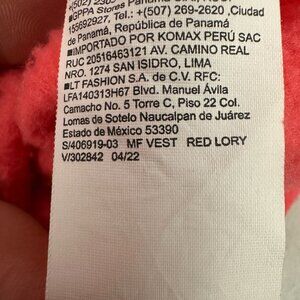 (502) 2305
■GPPA Stores Panamá
155692927, Tel.: +(507) 269-2620 Ciudad
de Panamá, República de Panamá
■IMPORTADO POR KOMAX PERÚ SAC
RUC 20516463121 AV. CAMINO REAL
NRO. 1274 SAN ISIDRO, LIMA
■LT FASHION S.A. de C.V. RFC:
LFA140313H67 Blvd. Manuel Ávila
Camacho No. 5 Torre C, Piso 22 Col.
Lomas de Sotelo Naucalpan de Juárez
Estado de México 53390
S/406919-03 MF VEST RED LORY
V/302842 04/22